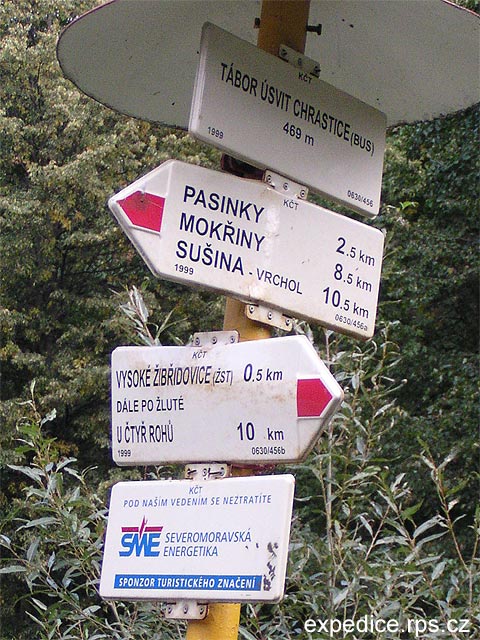 KČT
TÁBOR ÚSVIT CHRASTICE (BUS)
469 m
1999
0630/456
KČT
PASINKY 2.5 km
MOKŘINY 8.5 km
SUŠINA - VRCHOL 10.5 km
1999
0630/456a
KČT
VYSOKÉ ŽIBŘIDOVICE (ŽST) 0.5 km
DÁLE PO ŽLUTÉ
U ČTYŘ ROHŮ 10 km
1999
0630/456b
KČT
POD NAŠÍM VEDENÍM SE NEZTRATÍTE
SME SEVEROMORAVSKÁ
ENERGETIKA
SPONZOR TURISTICKÉHO ZNAČENÍ
expedice.rps.cz